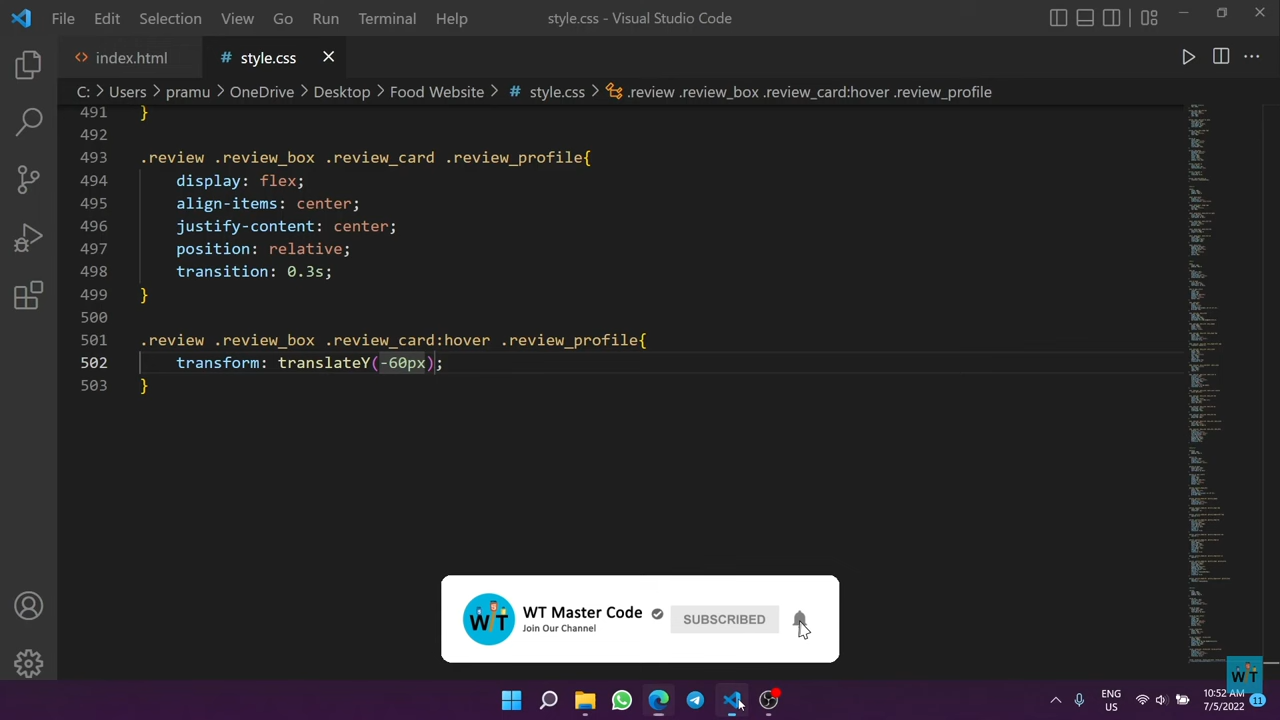 File Edit Selection View Go Run Terminal Help style.css - Visual Studio Code
index.html # style.css
C: > Users > pramu > OneDrive > Desktop > Food Website > # style.css > .review .review_box .review_card:hover .review_profile
491 }
492
493 .review .review_box .review_card .review_profile{
494 display: flex;
495 align-items: center;
496 justify-content: center;
497 position: relative;
498 transition: 0.3s;
499 }
500
501 .review .review_box .review_card:hover .review_profile{
502 transform: translateY(-60px);
503 }
WT
WT Master Code
SUBSCRIBED
Join Our Channel
WT
ENG
US
10:52 AM
7/5/2022
11